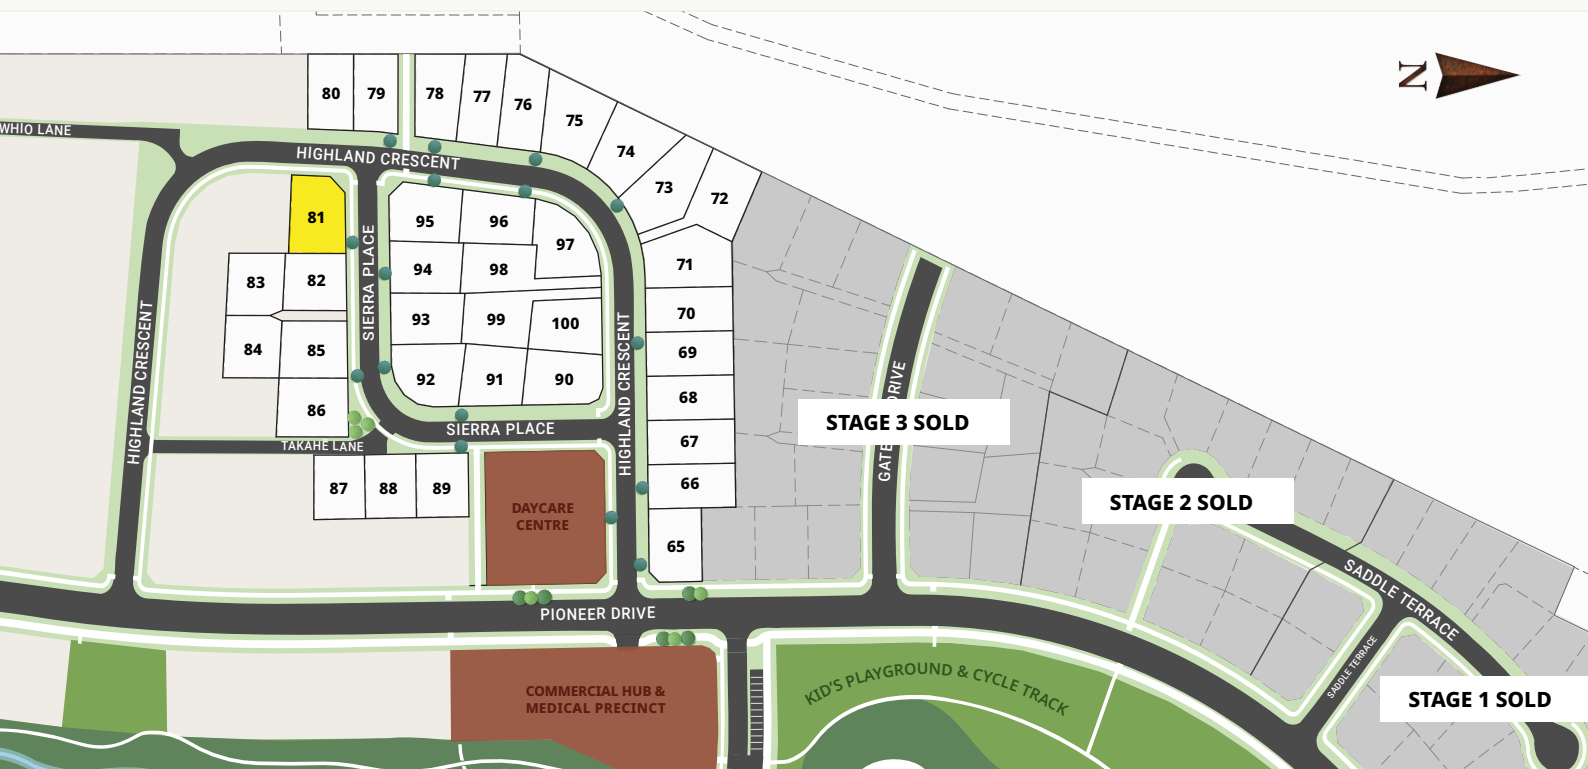 N
80
79
78
77
76
75
74
73
72
WHIO LANE
HIGHLAND CRESCENT
81
SIERRA PLACE
95
96
97
94
98
83
82
71
93
99
100
70
HIGHLAND CRESCENT
84
85
92
91
90
HIGHLAND CRESCENT
69
68
86
67
66
65
SIERRA PLACE
TAKAHE LANE
87
88
89
DAYCARE
CENTRE
STAGE 3 SOLD
GATE DRIVE
STAGE 2 SOLD
SADDLE TERRACE
SADDLE TERRACE
STAGE 1 SOLD
PIONEER DRIVE
COMMERCIAL HUB &
MEDICAL PRECINCT
KID'S PLAYGROUND & CYCLE TRACK